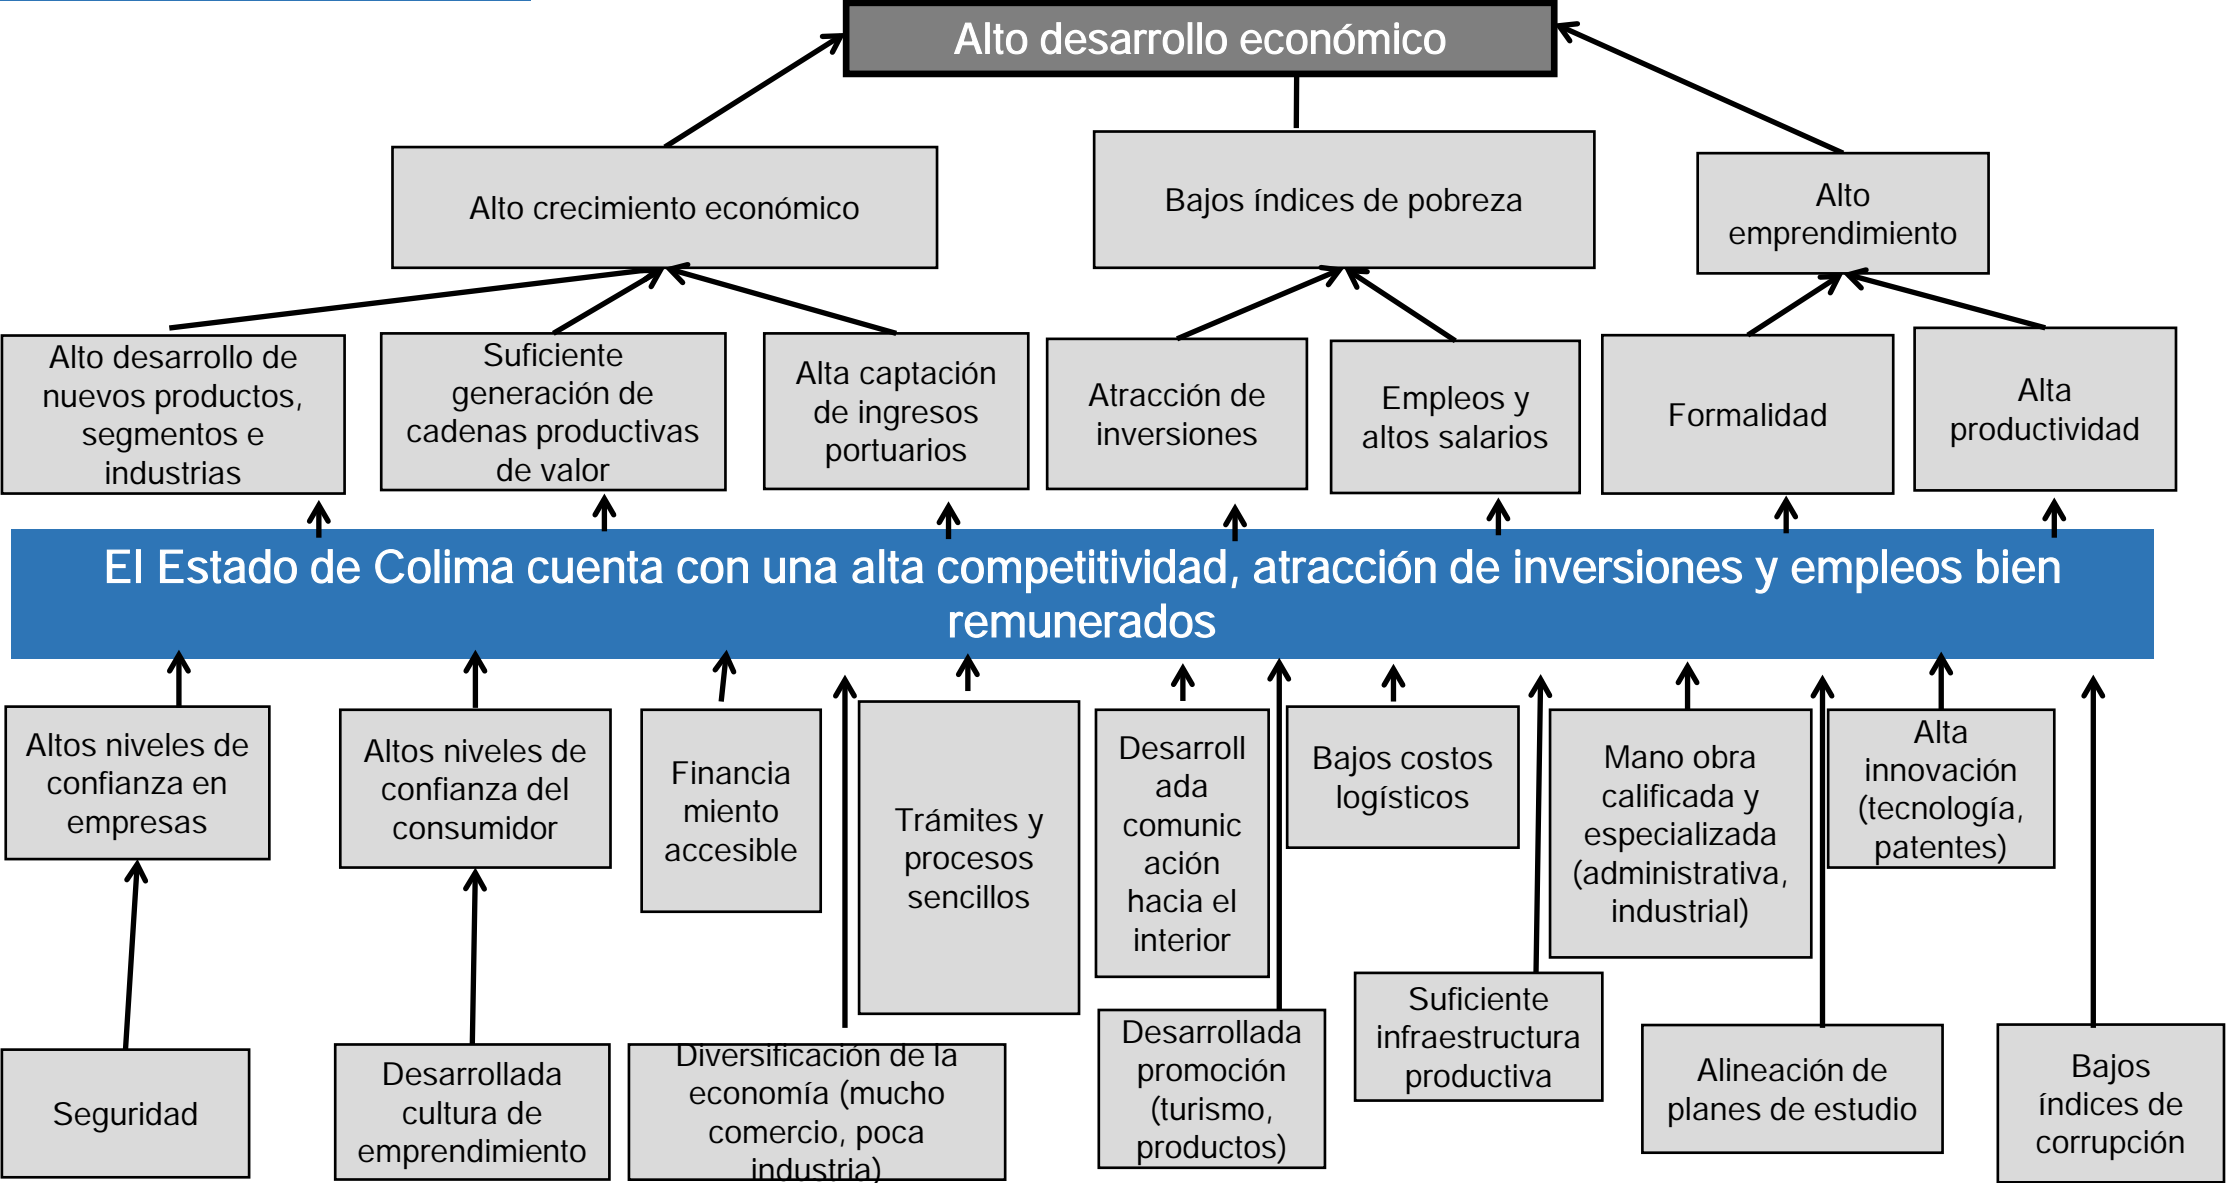 Alto desarrollo económico
Alto crecimiento económico
Bajos índices de pobreza
Alto
emprendimiento
Alto desarrollo de
nuevos productos,
segmentos e
industrias
Suficiente
generación de
cadenas productivas
de valor
Alta captación
de ingresos
portuarios
Atracción de
inversiones
Empleos y
altos salarios
Formalidad
Alta
productividad
El Estado de Colima cuenta con una alta competitividad, atracción de inversiones y empleos bien
remunerados
Altos niveles de
confianza en
empresas
Altos niveles de
confianza del
consumidor
Financia
miento
accesible
Trámites y
procesos
sencillos
Desarroll
ada
comunic
ación
hacia el
interior
Bajos costos
logísticos
Mano obra
calificada y
especializada
(administrativa,
industrial)
Alta
innovación
(tecnología,
patentes)
Seguridad
Desarrollada
cultura de
emprendimiento
Diversificación de la
economía (mucho
comercio, poca
industria)
Desarrollada
promoción
(turismo,
productos)
Suficiente
infraestructura
productiva
Alineación de
planes de estudio
Bajos
índices de
corrupción